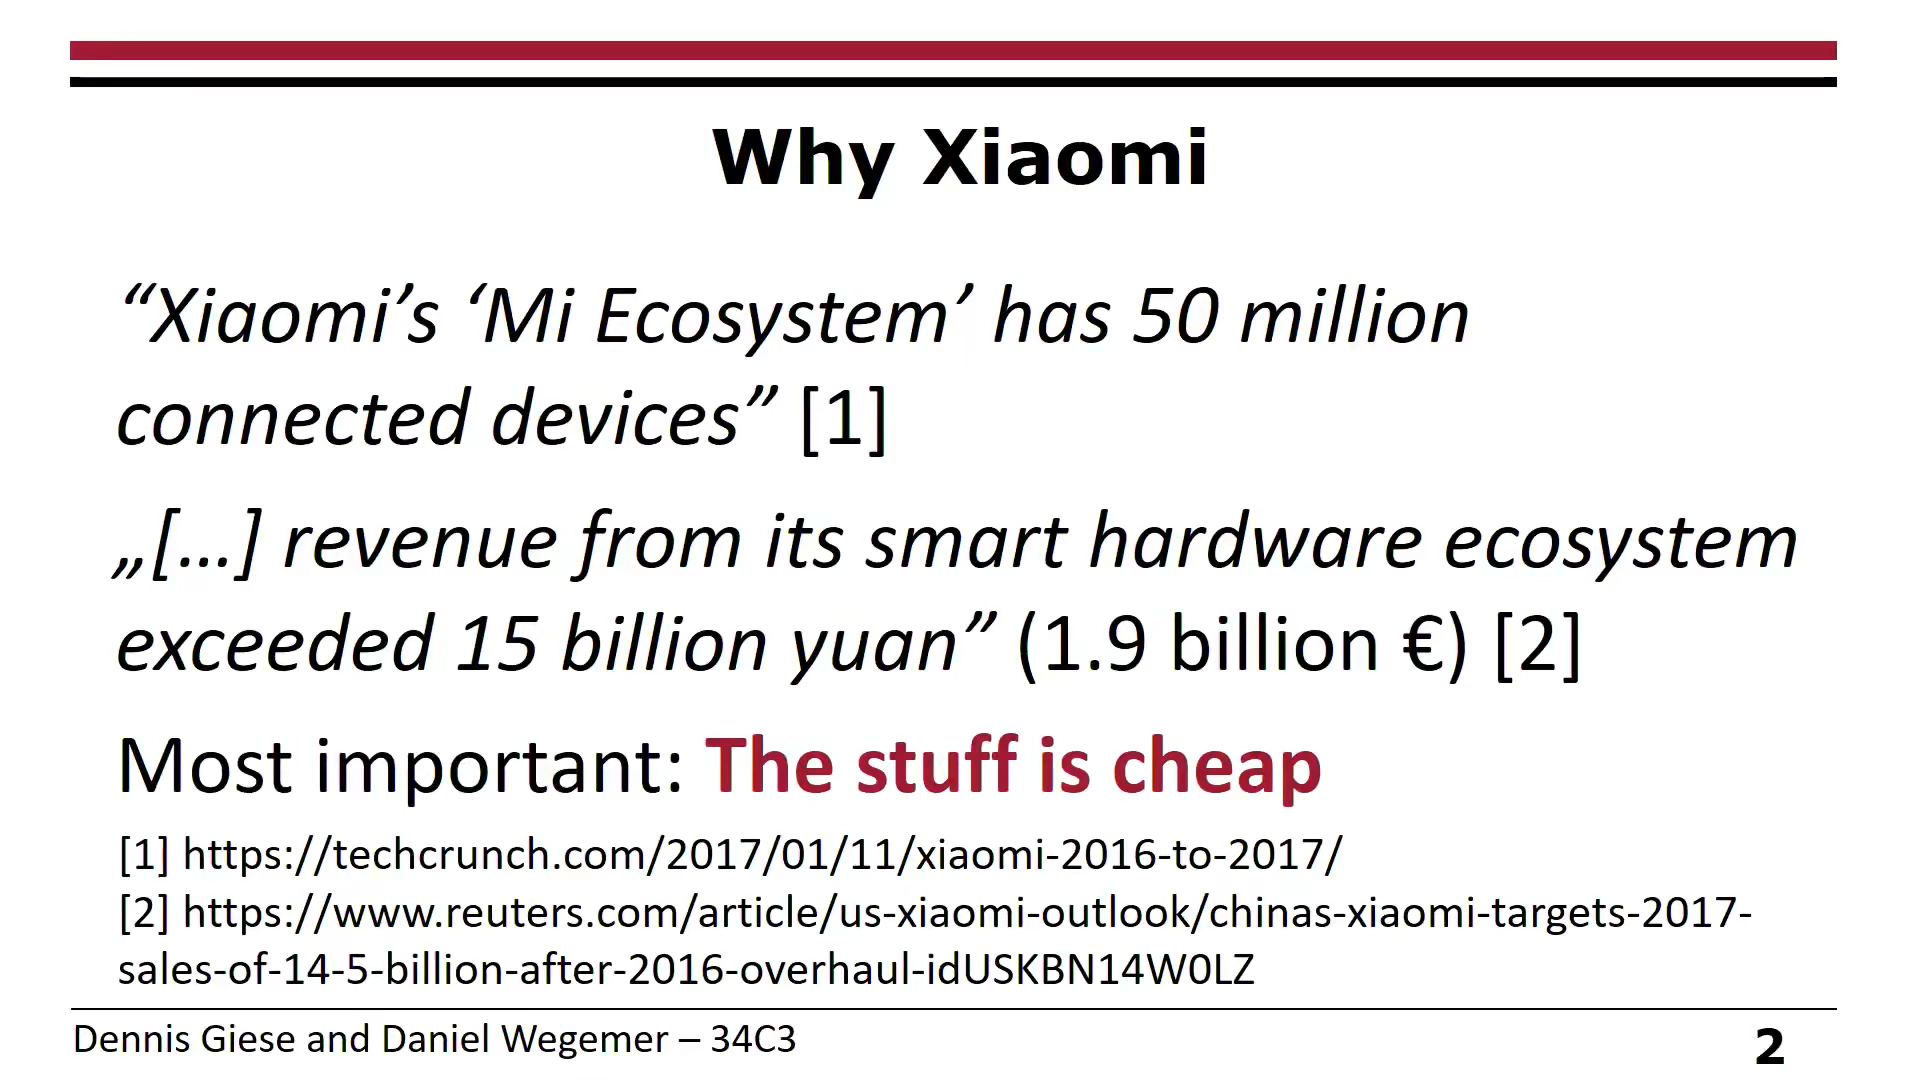 Why Xiaomi
“Xiaomi’s ‘Mi Ecosystem’ has 50 million
connected devices” [1]
„[…] revenue from its smart hardware ecosystem
exceeded 15 billion yuan” (1.9 billion €) [2]
Most important: The stuff is cheap
[1] https://techcrunch.com/2017/01/11/xiaomi-2016-to-2017/
[2] https://www.reuters.com/article/us-xiaomi-outlook/chinas-xiaomi-targets-2017-
sales-of-14-5-billion-after-2016-overhaul-idUSKBN14W0LZ
Dennis Giese and Daniel Wegemer – 34C3
2